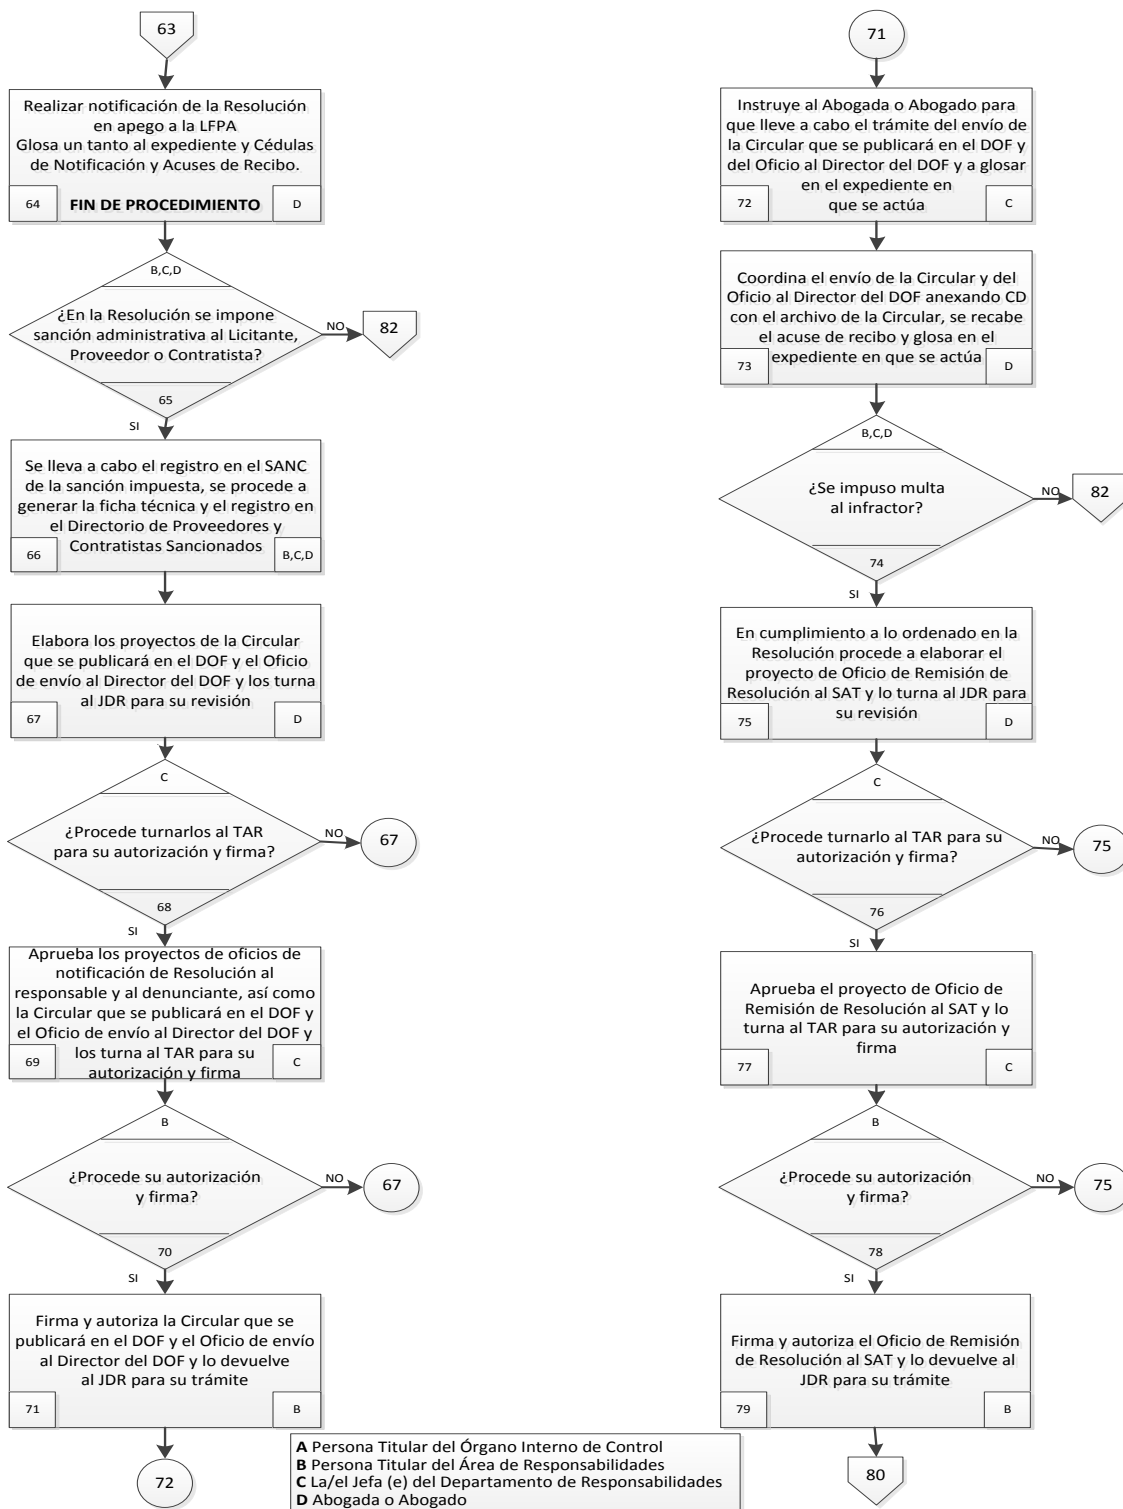 63
Realizar notificación de la Resolución
en apego a la LFPA
Glosa un tanto al expediente y Cédulas
de Notificación y Acuses de Recibo.
64
FIN DE PROCEDIMIENTO
D
B,C,D
¿En la Resolución se impone
sanción administrativa al Licitante,
Proveedor o Contratista?
65
NO
82
SI
Se lleva a cabo el registro en el SANC
de la sanción impuesta, se procede a
generar la ficha técnica y el registro en
el Directorio de Proveedores y
Contratistas Sancionados
66
B,C,D
Elabora los proyectos de la Circular
que se publicará en el DOF y el Oficio
de envío al Director del DOF y los turna
al JDR para su revisión
67
D
C
¿Procede turnarlos al TAR
para su autorización y firma?
68
NO
67
SI
Aprueba los proyectos de oficios de
notificación de Resolución al
responsable y al denunciante, así como
la Circular que se publicará en el DOF y
el Oficio de envío al Director del DOF y
los turna al TAR para su
autorización y firma
69
C
B
¿Procede su autorización
y firma?
70
NO
67
SI
Firma y autoriza la Circular que se
publicará en el DOF y el Oficio de envío
al Director del DOF y lo devuelve
al JDR para su trámite
71
B
72
71
Instruye al Abogada o Abogado para
que lleve a cabo el trámite del envío de
la Circular que se publicará en el DOF y
del Oficio al Director del DOF y a glosar
en el expediente en
que se actúa
72
C
Coordina el envío de la Circular y del
Oficio al Director del DOF anexando CD
con el archivo de la Circular, se recabe
el acuse de recibo y glosa en el
expediente en que se actúa
73
D
B,C,D
¿Se impuso multa
al infractor?
74
NO
82
SI
En cumplimiento a lo ordenado en la
Resolución procede a elaborar el
proyecto de Oficio de Remisión de
Resolución al SAT y lo turna al JDR para
su revisión
75
D
C
¿Procede turnarlo al TAR para su
autorización y firma?
76
NO
75
SI
Aprueba el proyecto de Oficio de
Remisión de Resolución al SAT y lo
turna al TAR para su autorización y
firma
77
C
B
¿Procede su autorización
y firma?
78
NO
75
SI
Firma y autoriza el Oficio de Remisión
de Resolución al SAT y lo devuelve al
JDR para su trámite
79
B
80
A Persona Titular del Órgano Interno de Control
B Persona Titular del Área de Responsabilidades
C La/el Jefa (e) del Departamento de Responsabilidades
D Abogada o Abogado